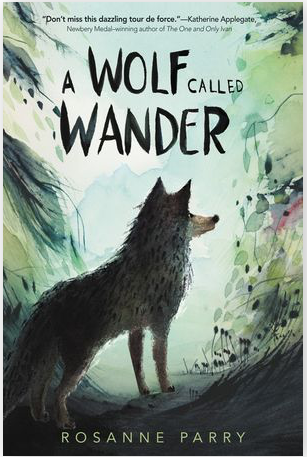 "Don't miss this dazzling tour de force."—Katherine Applegate,
Newbery Medal–winning author of The One and Only Ivan
A WOLF CALLED
WANDER
ROSANNE PARRY